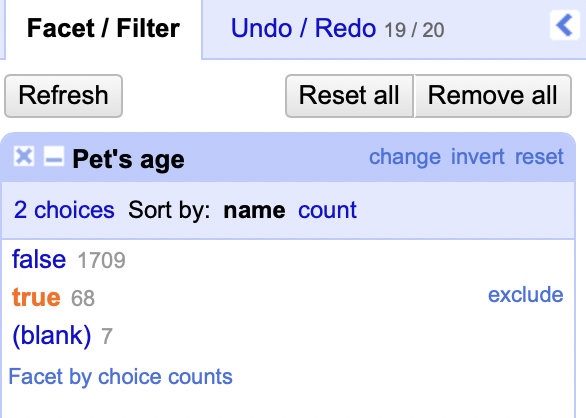 Facet / Filter Undo / Redo 19 / 20
Refresh Reset all Remove all
Pet's age change invert reset
2 choices Sort by: name count
false 1709
true 68 exclude
(blank) 7
Facet by choice counts